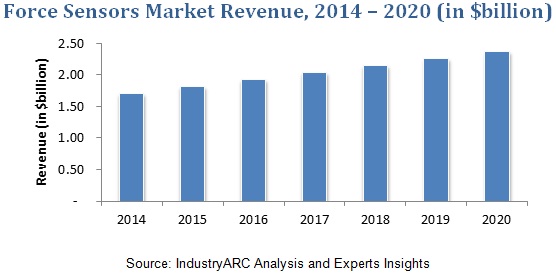 Force Sensors Market Revenue, 2014 – 2020 (in $billion)
Revenue (in $billion)
2.50
2.00
1.50
1.00
0.50
-
2014 2015 2016 2017 2018 2019 2020
Source: IndustryARC Analysis and Experts Insights